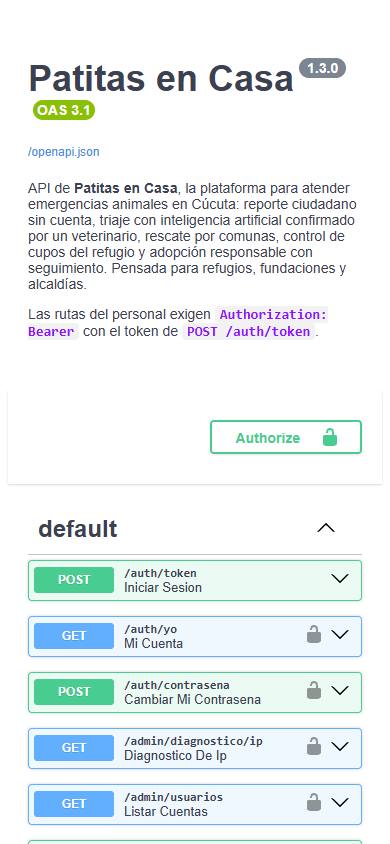 Patitas en Casa 1.3.0
OAS 3.1
/openapi.json
API de Patitas en Casa, la plataforma para atender
emergencias animales en Cúcuta: reporte ciudadano
sin cuenta, triaje con inteligencia artificial confirmado
por un veterinario, rescate por comunas, control de
cupos del refugio y adopción responsable con
seguimiento. Pensada para refugios, fundaciones y
alcaldías.
Las rutas del personal exigen Authorization:
Bearer con el token de POST /auth/token.
Authorize
default
POST /auth/token
Iniciar Sesion
GET /auth/yo
Mi Cuenta
POST /auth/contrasena
Cambiar Mi Contrasena
GET /admin/diagnostico/ip
Diagnostico De Ip
GET /admin/usuarios
Listar Cuentas